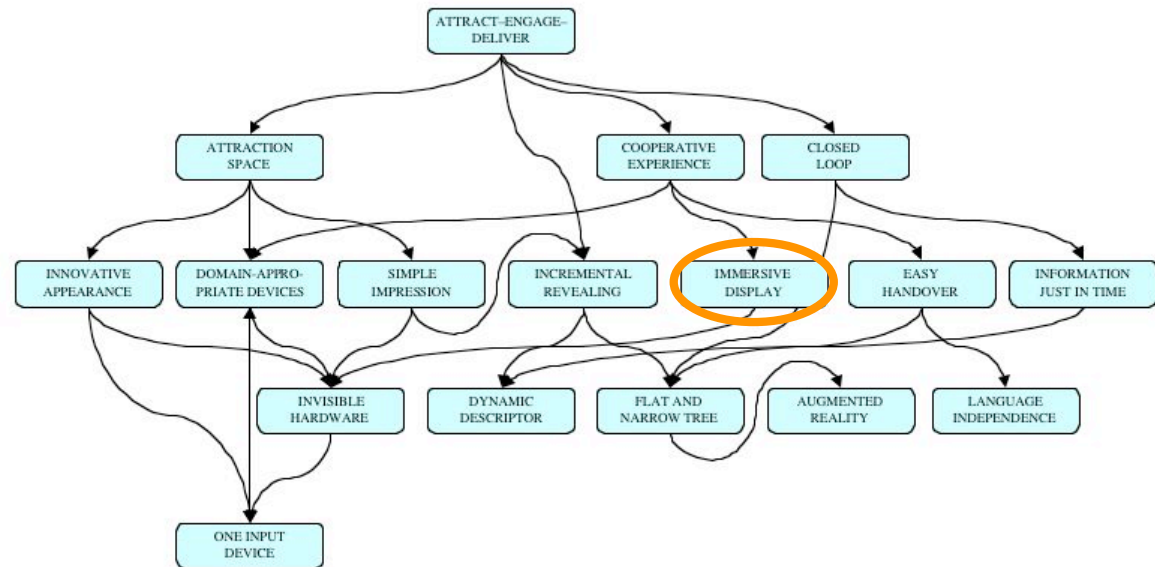 ATTRACT–ENGAGE–
DELIVER
ATTRACTION
SPACE
COOPERATIVE
EXPERIENCE
CLOSED
LOOP
INNOVATIVE
APPEARANCE
DOMAIN-APPRO-
PRIATE DEVICES
SIMPLE
IMPRESSION
INCREMENTAL
REVEALING
IMMERSIVE
DISPLAY
EASY
HANDOVER
INFORMATION
JUST IN TIME
INVISIBLE
HARDWARE
DYNAMIC
DESCRIPTOR
FLAT AND
NARROW TREE
AUGMENTED
REALITY
LANGUAGE
INDEPENDENCE
ONE INPUT
DEVICE